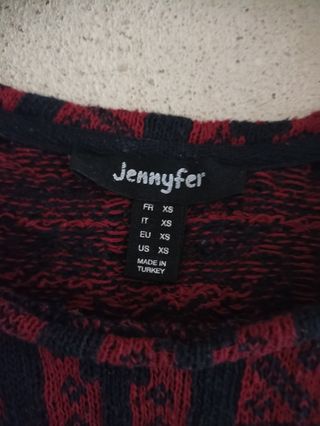 Jennyfer
FR XS
IT XS
EU XS
US XS
MADE IN
TURKEY